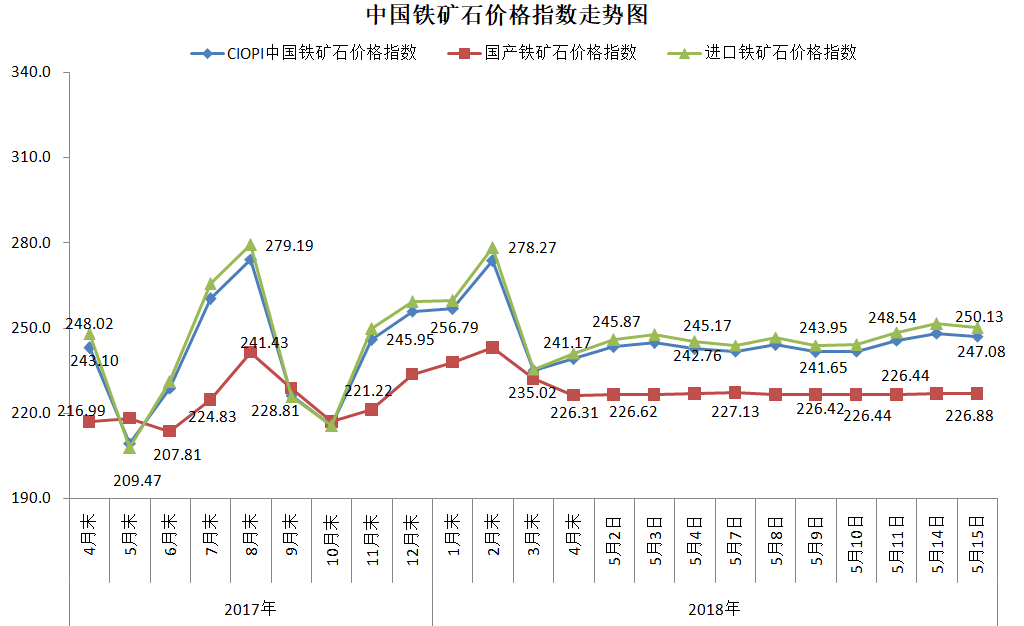 中国铁矿石价格指数走势图
CIOPI中国铁矿石价格指数 国产铁矿石价格指数 进口铁矿石价格指数
340.0
310.0
280.0
250.0
220.0
190.0
248.02
243.10
216.99
209.47
207.81
224.83
279.19
241.43
228.81
221.22
245.95
256.79
278.27
235.02
241.17
226.31
245.87
226.62
245.17
242.76
227.13
243.95
241.65
226.42
226.44
248.54
226.44
250.13
247.08
226.88
4月末
5月末
6月末
7月末
8月末
9月末
10月末
11月末
12月末
1月末
2月末
3月末
4月末
5月2日
5月3日
5月4日
5月7日
5月8日
5月9日
5月10日
5月11日
5月14日
5月15日
2017年 2018年